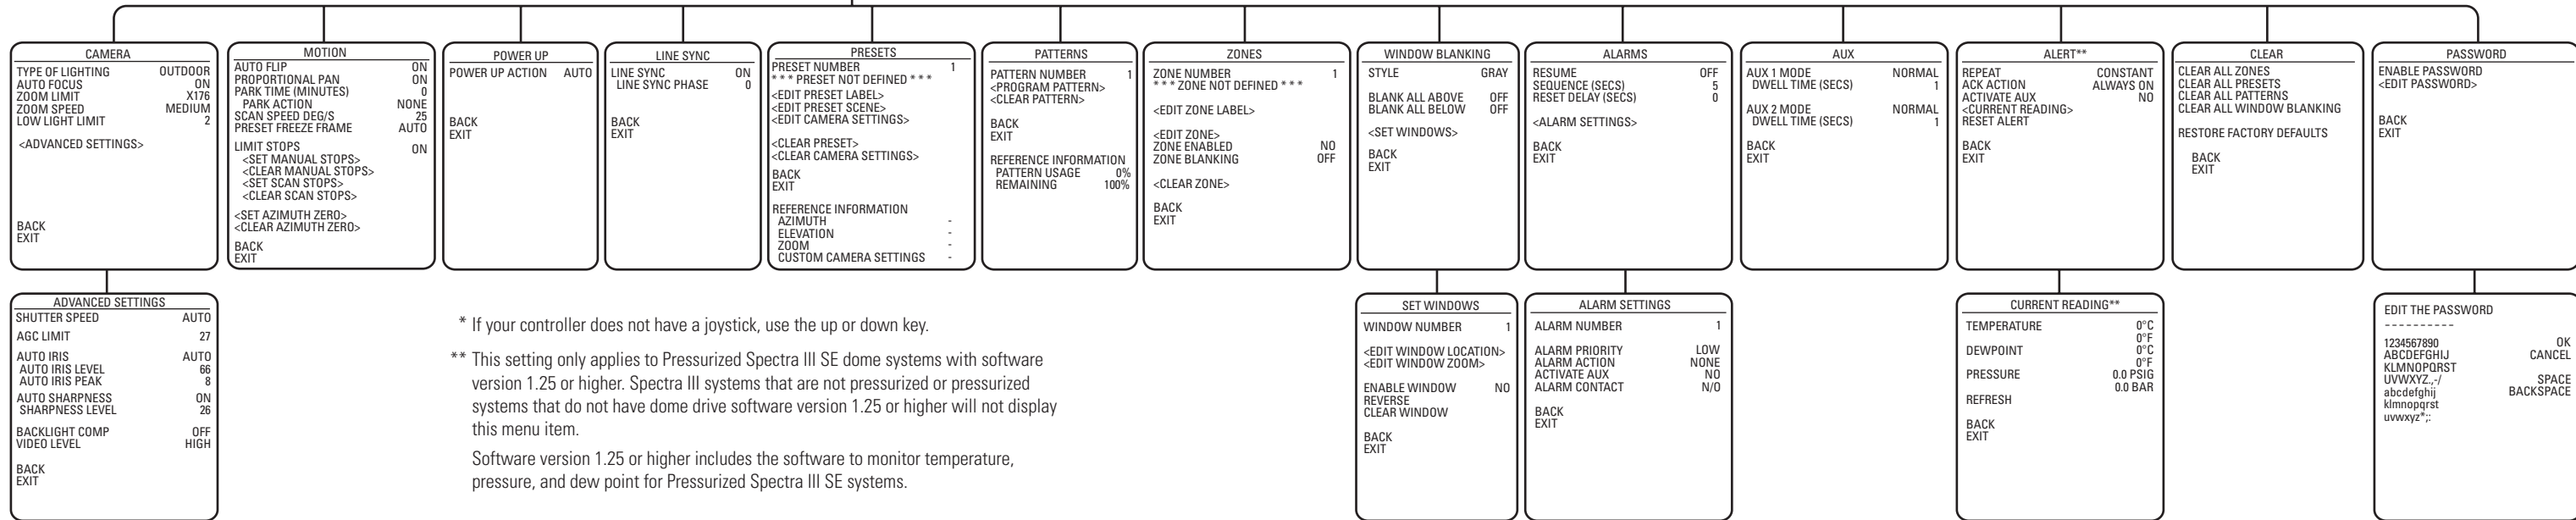 CAMERA
TYPE OF LIGHTING OUTDOOR
AUTO FOCUS ON
ZOOM LIMIT X176
ZOOM SPEED MEDIUM
LOW LIGHT LIMIT 2
<ADVANCED SETTINGS>
BACK
EXIT
MOTION
AUTO FLIP ON
PROPORTIONAL PAN ON
PARK TIME (MINUTES) 0
PARK ACTION NONE
SCAN SPEED DEG/S 25
PRESET FREEZE FRAME AUTO
LIMIT STOPS ON
<SET MANUAL STOPS>
<CLEAR MANUAL STOPS>
<SET SCAN STOPS>
<CLEAR SCAN STOPS>
<SET AZIMUTH ZERO>
<CLEAR AZIMUTH ZERO>
BACK
EXIT
POWER UP
POWER UP ACTION AUTO
BACK
EXIT
LINE SYNC
LINE SYNC ON
LINE SYNC PHASE 0
BACK
EXIT
PRESETS
PRESET NUMBER 1
* * * PRESET NOT DEFINED * * *
<EDIT PRESET LABEL>
<EDIT PRESET SCENE>
<EDIT CAMERA SETTINGS>
<CLEAR PRESET>
<CLEAR CAMERA SETTINGS>
BACK
EXIT
REFERENCE INFORMATION
AZIMUTH -
ELEVATION -
ZOOM -
CUSTOM CAMERA SETTINGS -
PATTERNS
PATTERN NUMBER 1
<PROGRAM PATTERN>
<CLEAR PATTERN>
BACK
EXIT
REFERENCE INFORMATION
PATTERN USAGE 0%
REMAINING 100%
ZONES
ZONE NUMBER 1
* * * ZONE NOT DEFINED * * *
<EDIT ZONE LABEL>
<EDIT ZONE>
ZONE ENABLED NO
ZONE BLANKING OFF
<CLEAR ZONE>
BACK
EXIT
WINDOW BLANKING
STYLE GRAY
BLANK ALL ABOVE OFF
BLANK ALL BELOW OFF
<SET WINDOWS>
BACK
EXIT
ALARMS
RESUME OFF
SEQUENCE (SECS) 5
RESET DELAY (SECS) 0
<ALARM SETTINGS>
BACK
EXIT
AUX
AUX 1 MODE NORMAL
DWELL TIME (SECS) 1
AUX 2 MODE NORMAL
DWELL TIME (SECS) 1
BACK
EXIT
ALERT**
REPEAT CONSTANT
ACK ACTION ALWAYS ON
ACTIVATE AUX NO
<CURRENT READING>
RESET ALERT
BACK
EXIT
CLEAR
CLEAR ALL ZONES
CLEAR ALL PRESETS
CLEAR ALL PATTERNS
CLEAR ALL WINDOW BLANKING
RESTORE FACTORY DEFAULTS
BACK
EXIT
PASSWORD
ENABLE PASSWORD
<EDIT PASSWORD>
BACK
EXIT
ADVANCED SETTINGS
SHUTTER SPEED AUTO
AGC LIMIT 27
AUTO IRIS AUTO
AUTO IRIS LEVEL 66
AUTO IRIS PEAK 8
AUTO SHARPNESS ON
SHARPNESS LEVEL 26
BACKLIGHT COMP OFF
VIDEO LEVEL HIGH
BACK
EXIT
* If your controller does not have a joystick, use the up or down key.
** This setting only applies to Pressurized Spectra III SE dome systems with software
version 1.25 or higher. Spectra III systems that are not pressurized or pressurized
systems that do not have dome drive software version 1.25 or higher will not display
this menu item.
Software version 1.25 or higher includes the software to monitor temperature,
pressure, and dew point for Pressurized Spectra III SE systems.
SET WINDOWS
WINDOW NUMBER 1
<EDIT WINDOW LOCATION>
<EDIT WINDOW ZOOM>
ENABLE WINDOW NO
REVERSE
CLEAR WINDOW
BACK
EXIT
ALARM SETTINGS
ALARM NUMBER 1
ALARM PRIORITY LOW
ALARM ACTION NONE
ACTIVATE AUX NO
ALARM CONTACT N/O
BACK
EXIT
CURRENT READING**
TEMPERATURE 0°C
0°F
DEWPOINT 0°C
0°F
PRESSURE 0.0 PSIG
0.0 BAR
REFRESH
BACK
EXIT
EDIT THE PASSWORD
- - - - - - - - - -
1234567890 OK
ABCDEFGHIJ CANCEL
KLMNOPQRST
UVWXYZ.,-/ SPACE
abcdefghij BACKSPACE
klmnopqrst
uvwxyz*;: